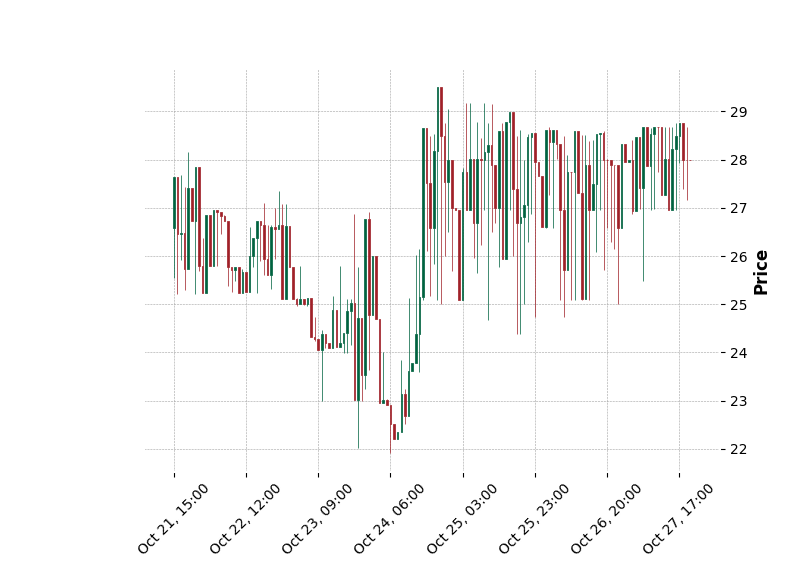 29
28
27
26
25
24
23
22
Price
Oct 21, 15:00
Oct 22, 12:00
Oct 23, 09:00
Oct 24, 06:00
Oct 25, 03:00
Oct 25, 23:00
Oct 26, 20:00
Oct 27, 17:00